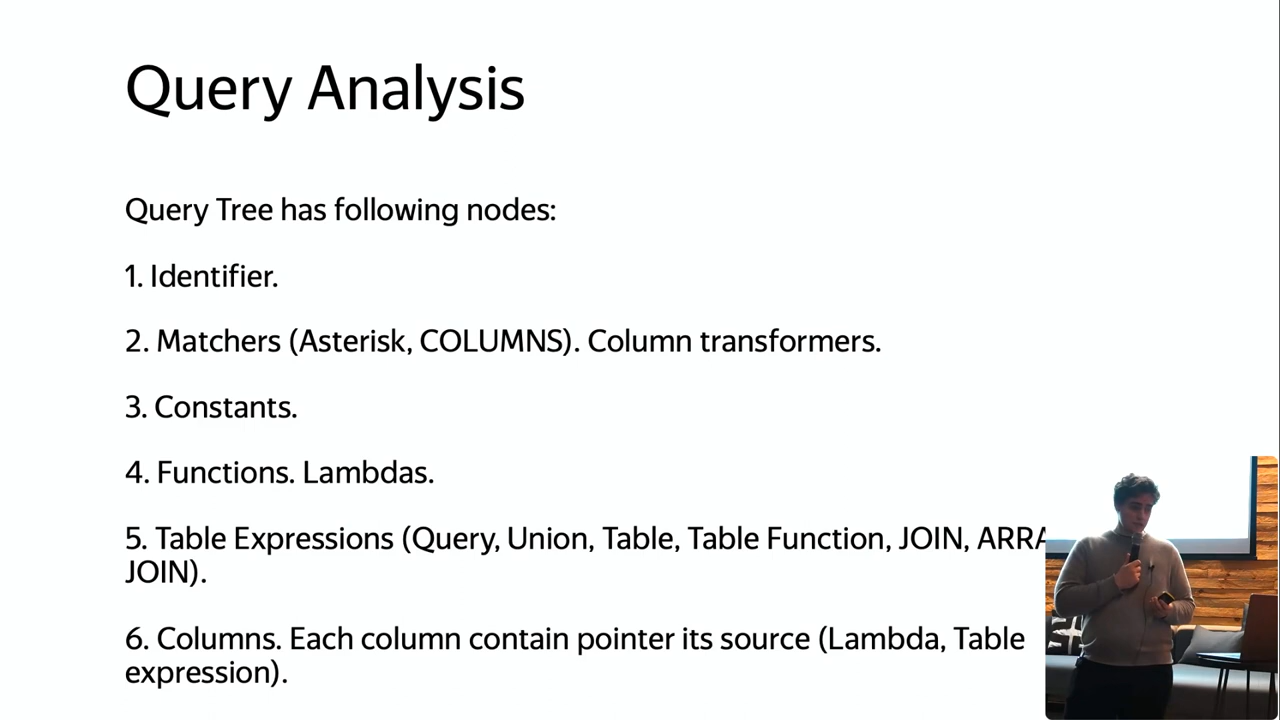 Query Analysis
Query Tree has following nodes:
1. Identifier.
2. Matchers (Asterisk, COLUMNS). Column transformers.
3. Constants.
4. Functions. Lambdas.
5. Table Expressions (Query, Union, Table, Table Function, JOIN,
JOIN).
6. Columns. Each column contain pointer its source (Lambda, Table
expression).